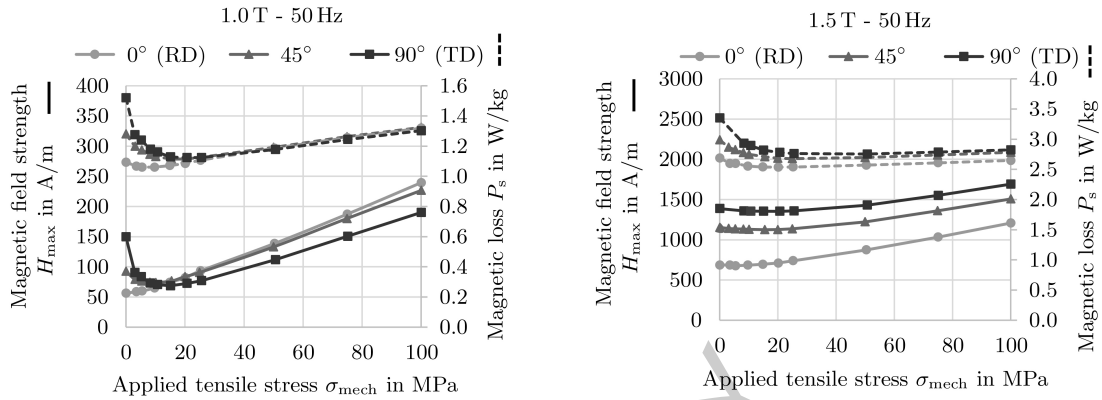 1.0 T - 50 Hz
0° (RD) 45° 90° (TD)
Magnetic field strength
H_max in A/m
400
350
300
250
200
150
100
50
0
1.6
1.4
1.2
1.0
0.8
0.6
0.4
0.2
0.0
Magnetic loss P_s in W/kg
0 20 40 60 80 100
Applied tensile stress σ_mech in MPa
1.5 T - 50 Hz
0° (RD) 45° 90° (TD)
Magnetic field strength
H_max in A/m
3000
2500
2000
1500
1000
500
0
4.0
3.5
3.0
2.5
2.0
1.5
1.0
0.5
0.0
Magnetic loss P_s in W/kg
0 20 40 60 80 100
Applied tensile stress σ_mech in MPa